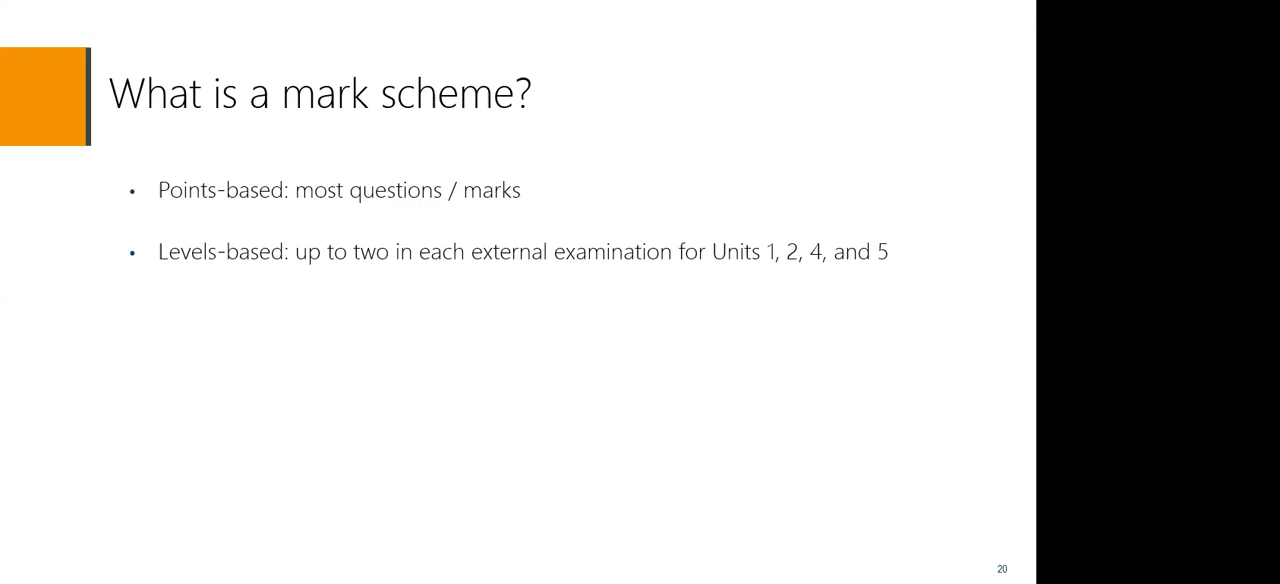 What is a mark scheme?
• Points-based: most questions / marks
• Levels-based: up to two in each external examination for Units 1, 2, 4, and 5
20